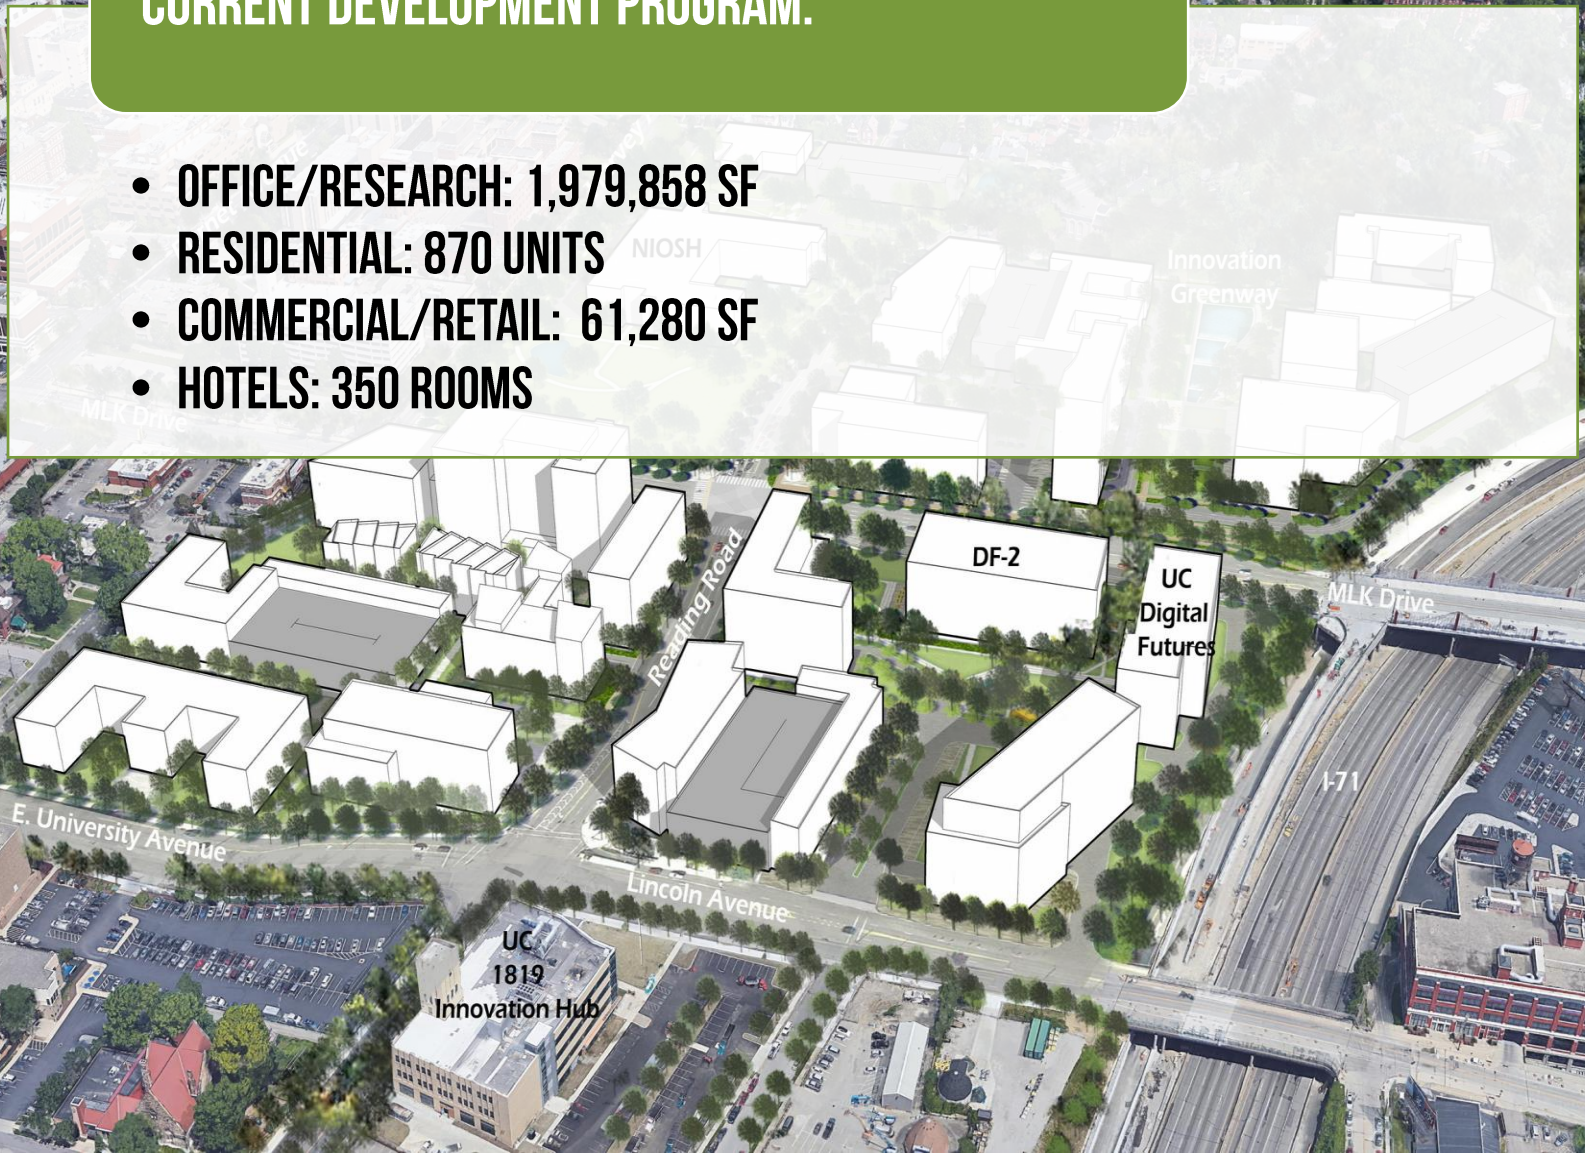 CURRENT DEVELOPMENT PROGRAM:
• OFFICE/RESEARCH: 1,979,858 SF
• RESIDENTIAL: 870 UNITS
• COMMERCIAL/RETAIL: 61,280 SF
• HOTELS: 350 ROOMS
NIOSH
Innovation
Greenway
MLK Drive
Reading Road
DF-2
UC
Digital
Futures
MLK Drive
I-71
E. University Avenue
Lincoln Avenue
UC
1819
Innovation Hub